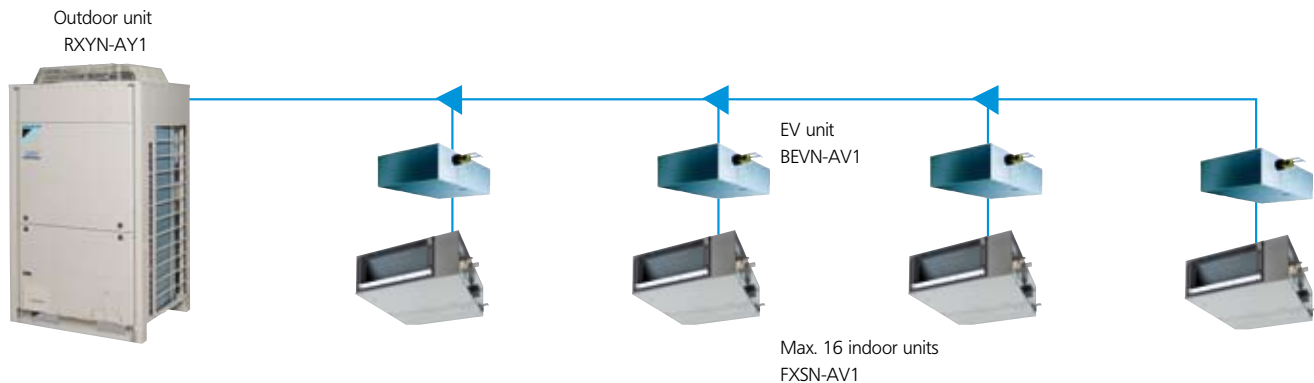 Outdoor unit
RXYN-AY1
EV unit
BEVN-AV1
Max. 16 indoor units
FXSN-AV1